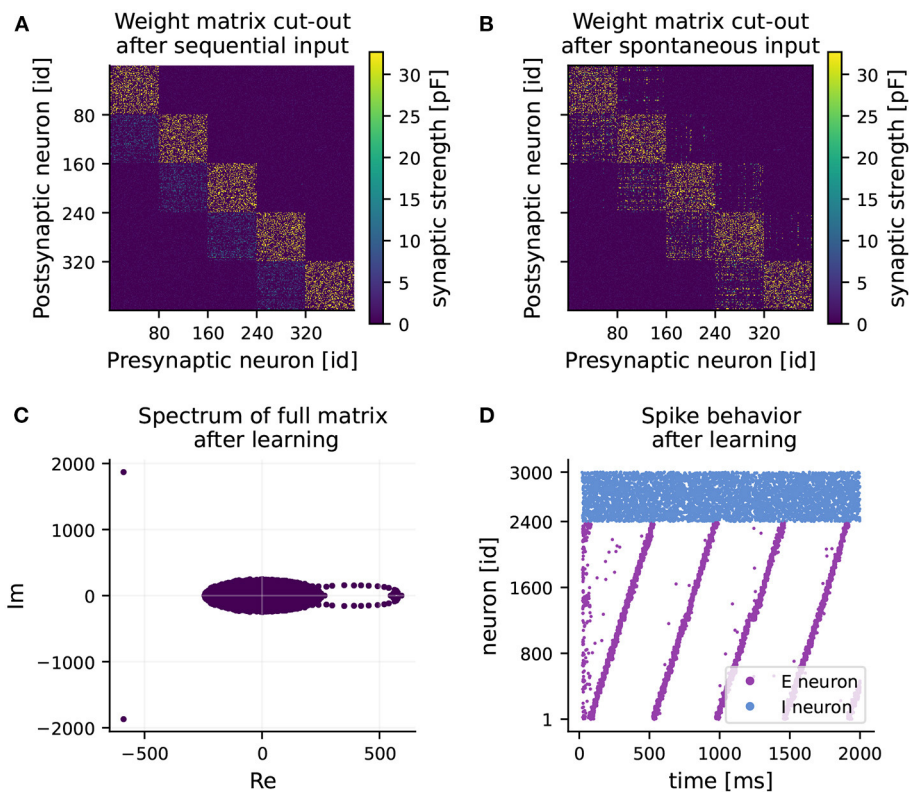 A
Weight matrix cut-out
after sequential input
Postsynaptic neuron [id]
80
160
240
320
80
160
240
320
Presynaptic neuron [id]
30
25
20
15
10
5
0
synaptic strength [pF]
B
Weight matrix cut-out
after spontaneous input
Postsynaptic neuron [id]
80
160
240
320
80
160
240
320
Presynaptic neuron [id]
30
25
20
15
10
5
0
synaptic strength [pF]
C
Spectrum of full matrix
after learning
Im
2000
1000
0
−1000
−2000
−500
0
500
Re
D
Spike behavior
after learning
neuron [id]
3000
2400
1600
800
1
E neuron
I neuron
0
500
1000
1500
2000
time [ms]